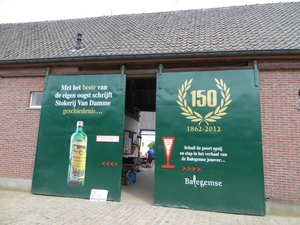 Met het beste van
de eigen oogst schrijft
Stokerij Van Damme
geschiedenis...
150
1862-2012
Schuif de poort opzij
en stap in het verhaal van
de Balegemse jenever...
Balegemse